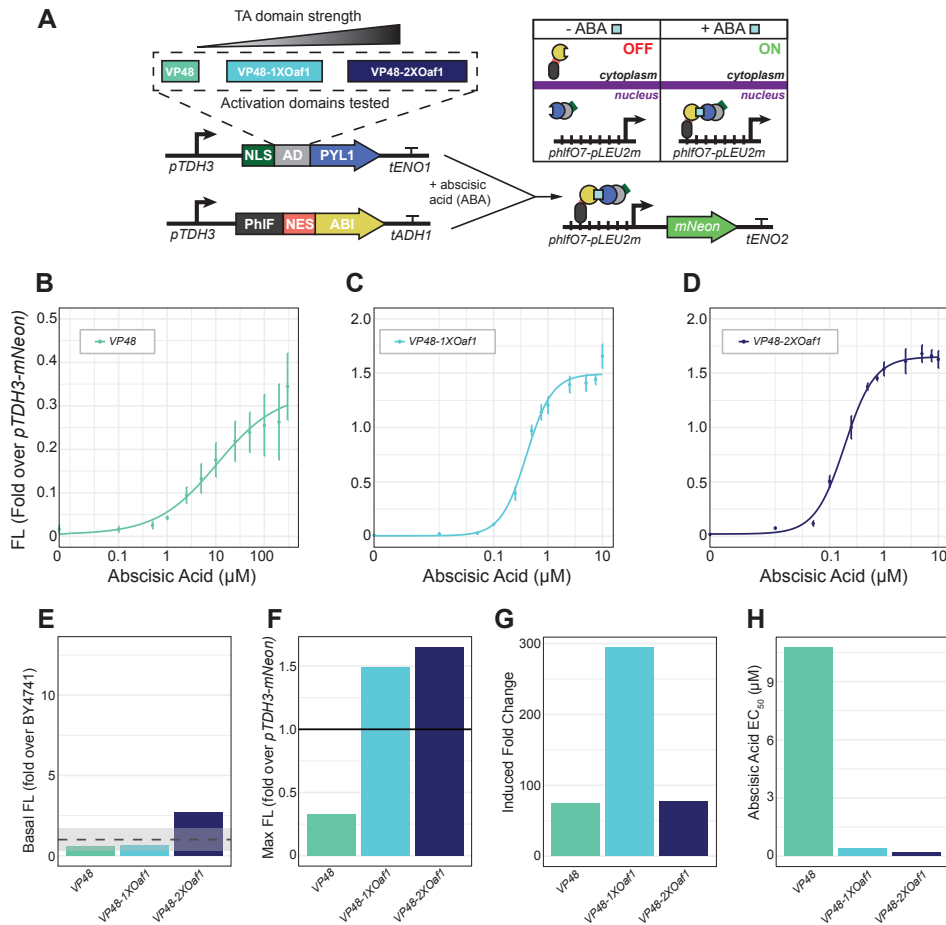 A
TA domain strength
VP48
VP48-1XOaf1
VP48-2XOaf1
Activation domains tested
NLS
AD
PYL1
pTDH3
tENO1
PhlF
NES
ABI
pTDH3
tADH1
+ abscisic
acid (ABA)
- ABA
+ ABA
OFF
ON
cytoplasm
cytoplasm
nucleus
nucleus
phlfO7-pLEU2m
phlfO7-pLEU2m
phlfO7-pLEU2m
mNeon
tENO2
B
FL (Fold over pTDH3-mNeon)
0.5
0.4
0.3
0.2
0.1
0
VP48
0
0.1
1
10
100
Abscisic Acid (µM)
C
2.0
1.5
1.0
0.5
0
VP48-1XOaf1
0
0.1
1.0
10
Abscisic Acid (µM)
D
2.0
1.5
1.0
0.5
0
VP48-2XOaf1
0
0.1
1.0
10
Abscisic Acid (µM)
E
Basal FL (fold over BY4741)
10
5
0
VP48
VP48-1XOaf1
VP48-2XOaf1
F
Max FL (fold over pTDH3-mNeon)
1.5
1.0
0.5
0
VP48
VP48-1XOaf1
VP48-2XOaf1
G
Induced Fold Change
300
200
100
0
VP48
VP48-1XOaf1
VP48-2XOaf1
H
Abscisic Acid EC50 (µM)
9
6
3
0
VP48
VP48-1XOaf1
VP48-2XOaf1